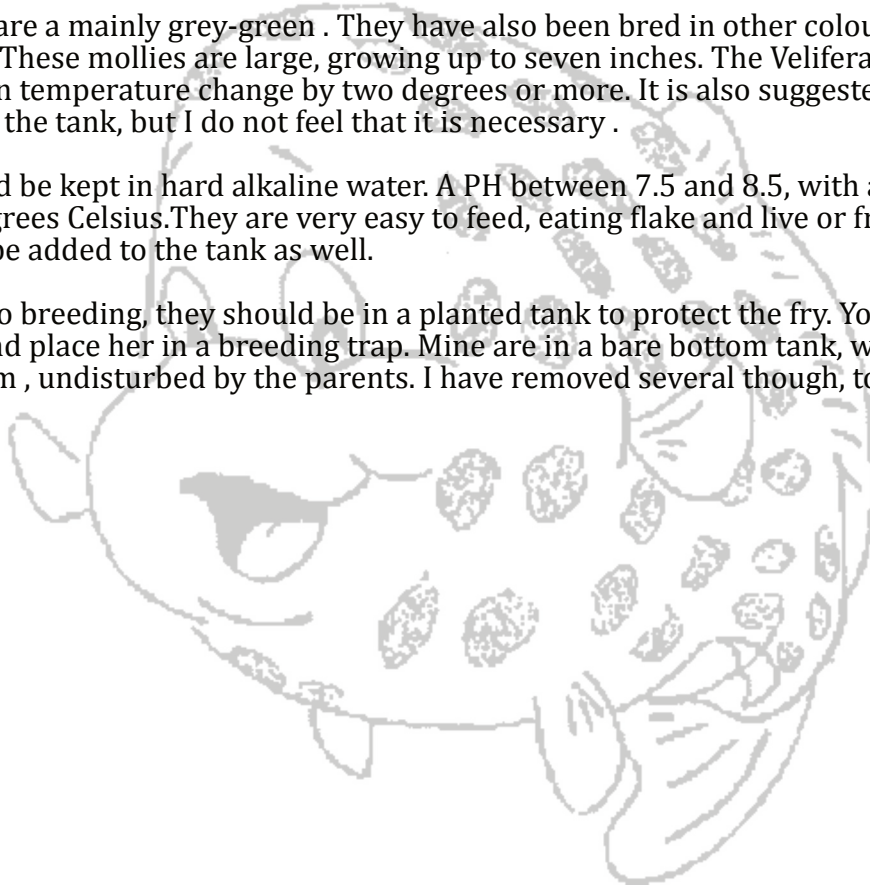 are a mainly grey-green . They have also been bred in other colou
These mollies are large, growing up to seven inches. The Velifera
n temperature change by two degrees or more. It is also suggeste
the tank, but I do not feel that it is necessary .
d be kept in hard alkaline water. A PH between 7.5 and 8.5, with a
grees Celsius.They are very easy to feed, eating flake and live or fr
be added to the tank as well.
o breeding, they should be in a planted tank to protect the fry. Yo
nd place her in a breeding trap. Mine are in a bare bottom tank, w
m , undisturbed by the parents. I have removed several though, to